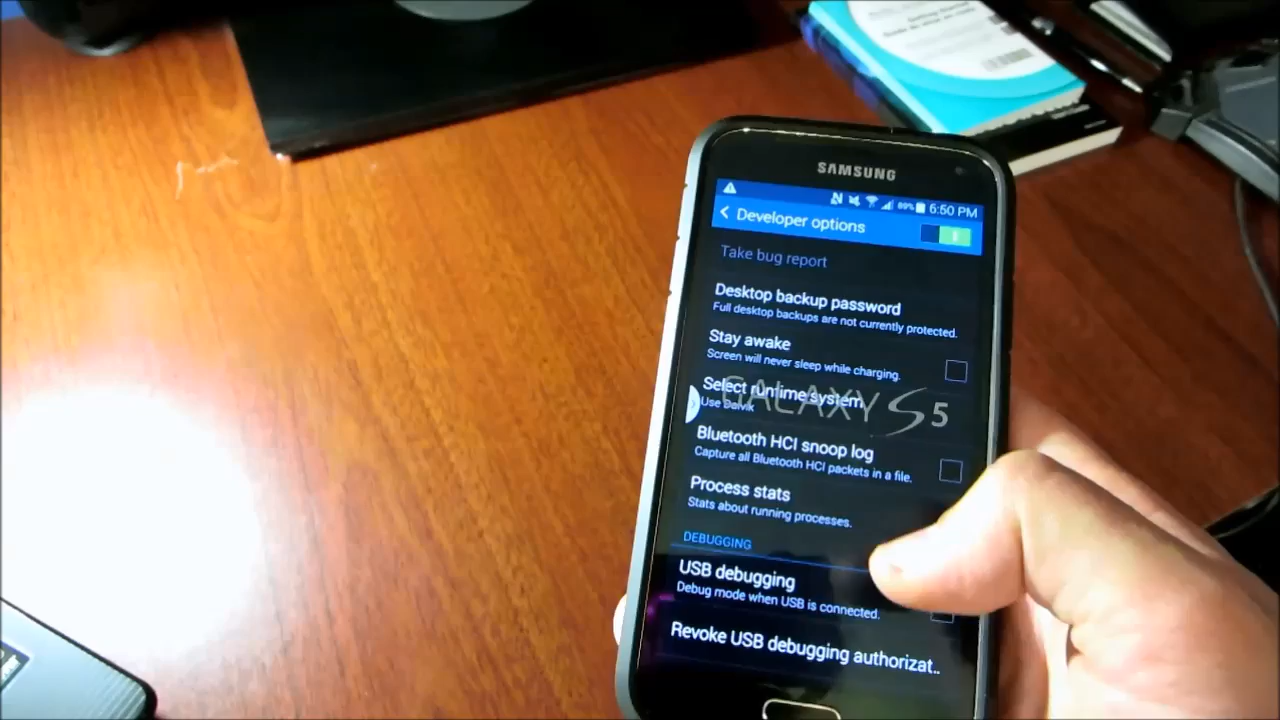 SAMSUNG
89% 6:50 PM
Developer options
Take bug report
Desktop backup password
Full desktop backups are not currently protected.
Stay awake
Screen will never sleep while charging.
Select runtime system
Use Dalvik
GALAXY S5
Bluetooth HCI snoop log
Capture all Bluetooth HCI packets in a file.
Process stats
Stats about running processes.
DEBUGGING
USB debugging
Debug mode when USB is connected.
Revoke USB debugging authorizat..